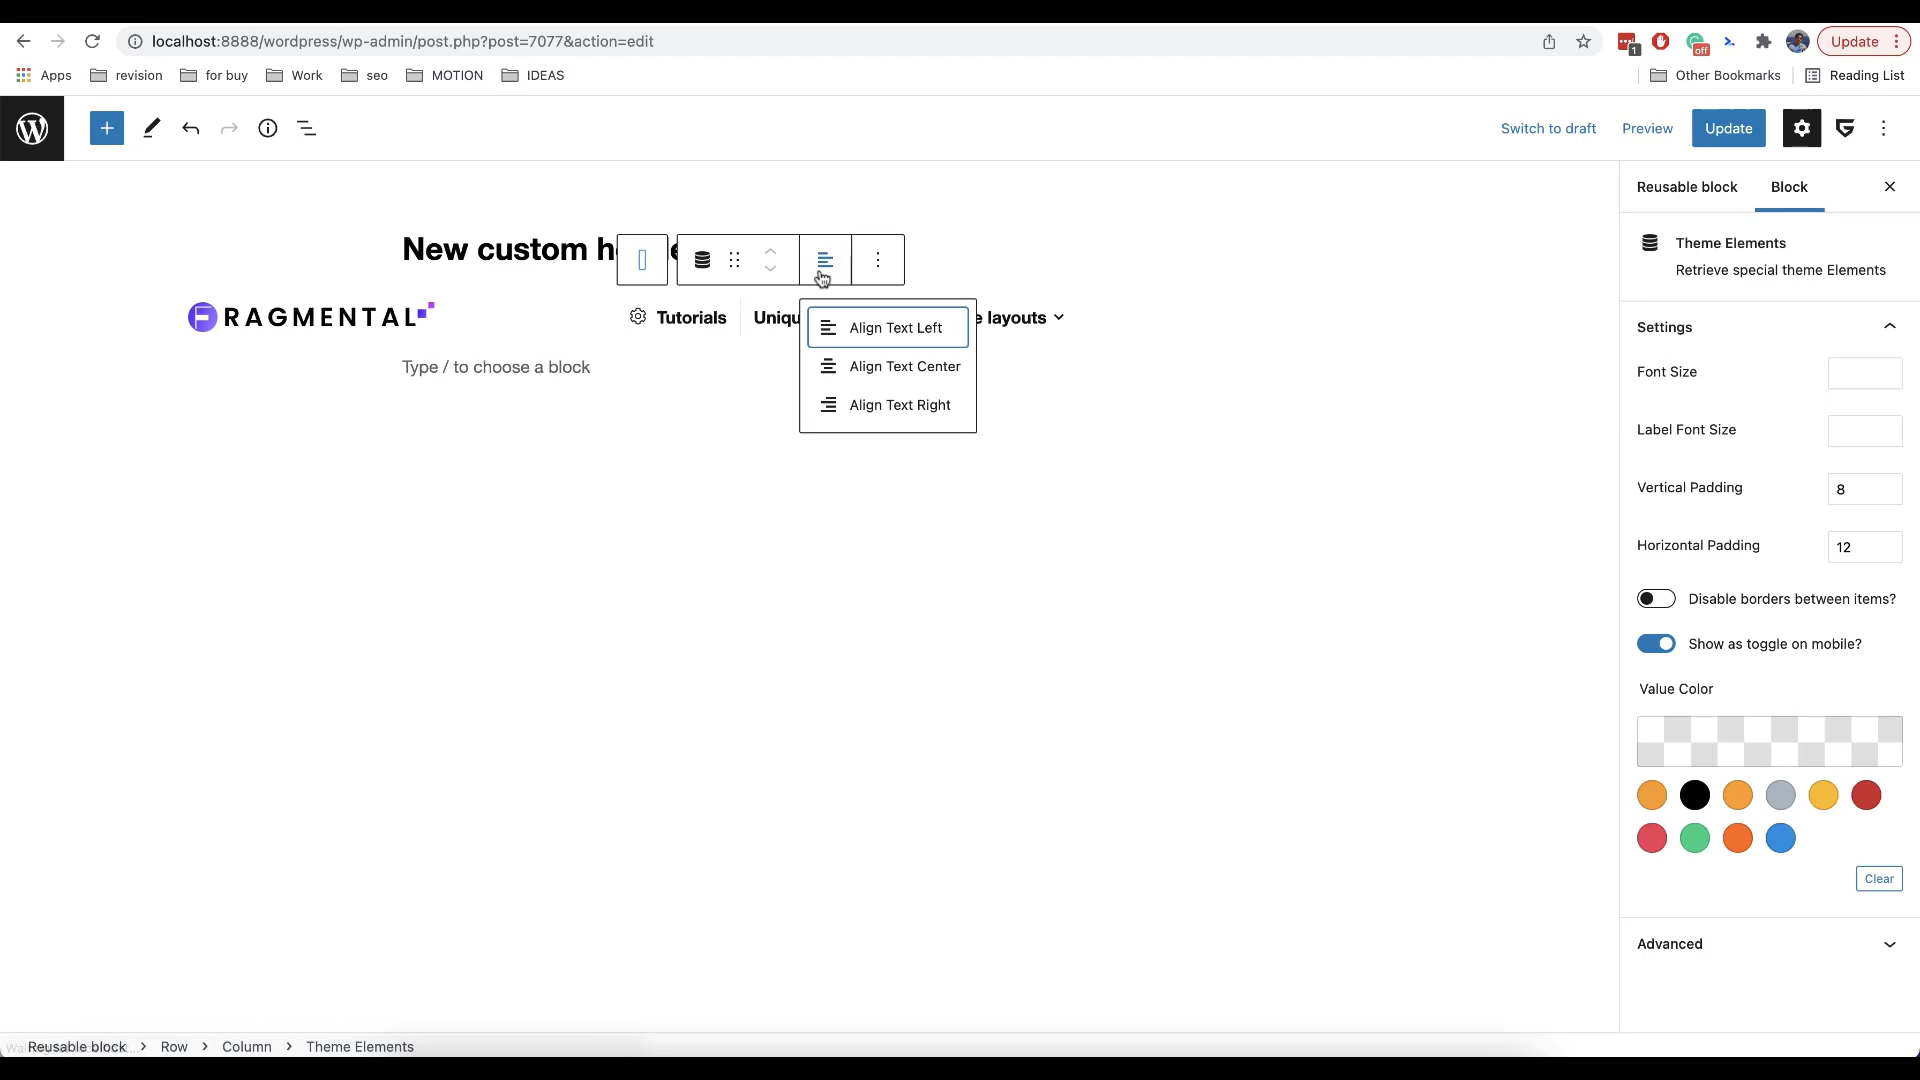 localhost:8888/wordpress/wp-admin/post.php?post=7077&action=edit
1
off
Update
Apps
revision
for buy
Work
seo
MOTION
IDEAS
Other Bookmarks
Reading List
Switch to draft
Preview
Update
Reusable block
Block
Theme Elements
Retrieve special theme Elements
New custom h
FRAGMENTAL
Tutorials
Uniqu
e layouts
Align Text Left
Align Text Center
Align Text Right
Type / to choose a block
Settings
Font Size
Label Font Size
Vertical Padding
8
Horizontal Padding
12
Disable borders between items?
Show as toggle on mobile?
Value Color
Clear
Advanced
Reusable block
Row
Column
Theme Elements